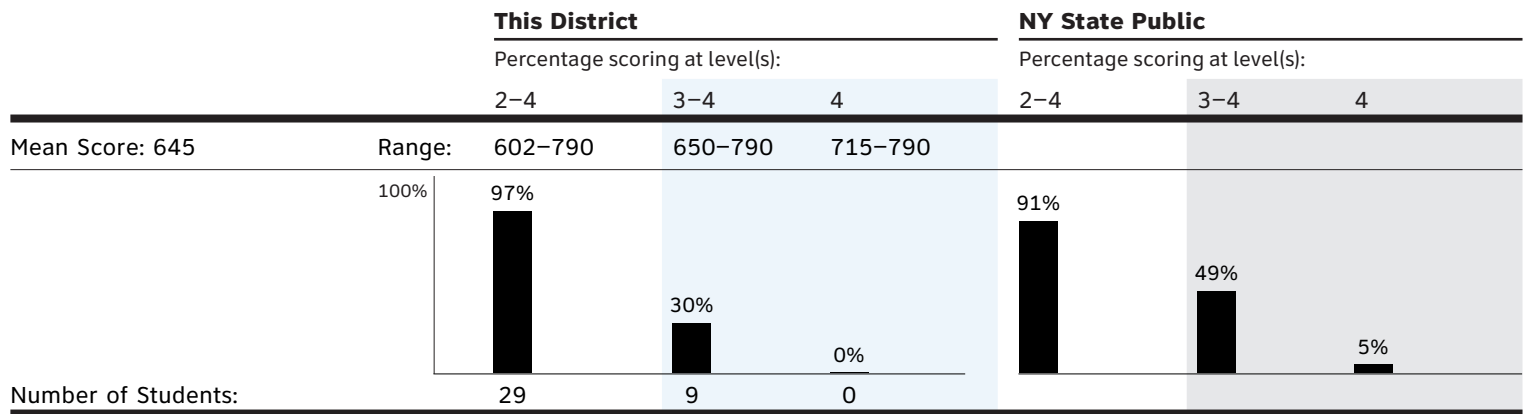 This District NY State Public
Percentage scoring at level(s): Percentage scoring at level(s):
2–4 3–4 4 2–4 3–4 4
Mean Score: 645 Range: 602–790 650–790 715–790
100% 97% 91%
49%
30%
0% 5%
Number of Students: 29 9 0